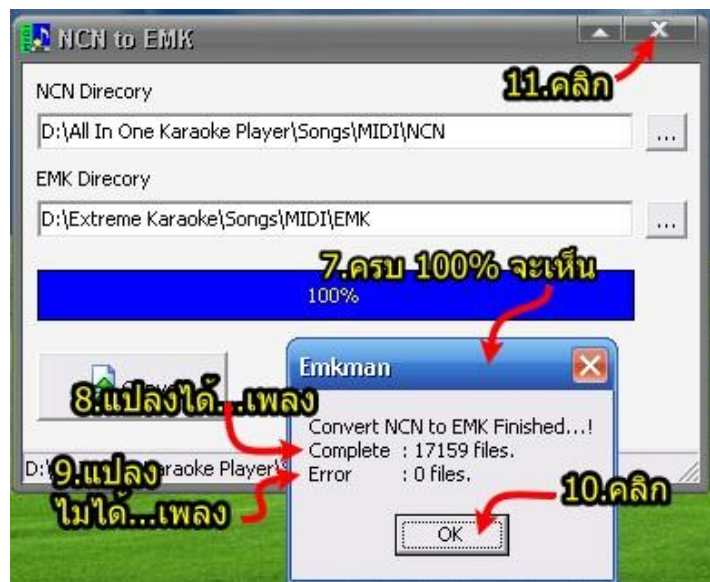 NCN to EMK
11.คลิก
NCN Direcory
D:\All In One Karaoke Player\Songs\MIDI\NCN
...
EMK Direcory
D:\Extreme Karaoke\Songs\MIDI\EMK
...
7.ครบ 100% จะเห็น
100%
Emkman
8.แปลงได้...เพลง
Convert NCN to EMK Finished...!
Complete : 17159 files.
Error : 0 files.
D:\ araoke Player\
9.แปลง
ไม่ได้...เพลง
10.คลิก
OK